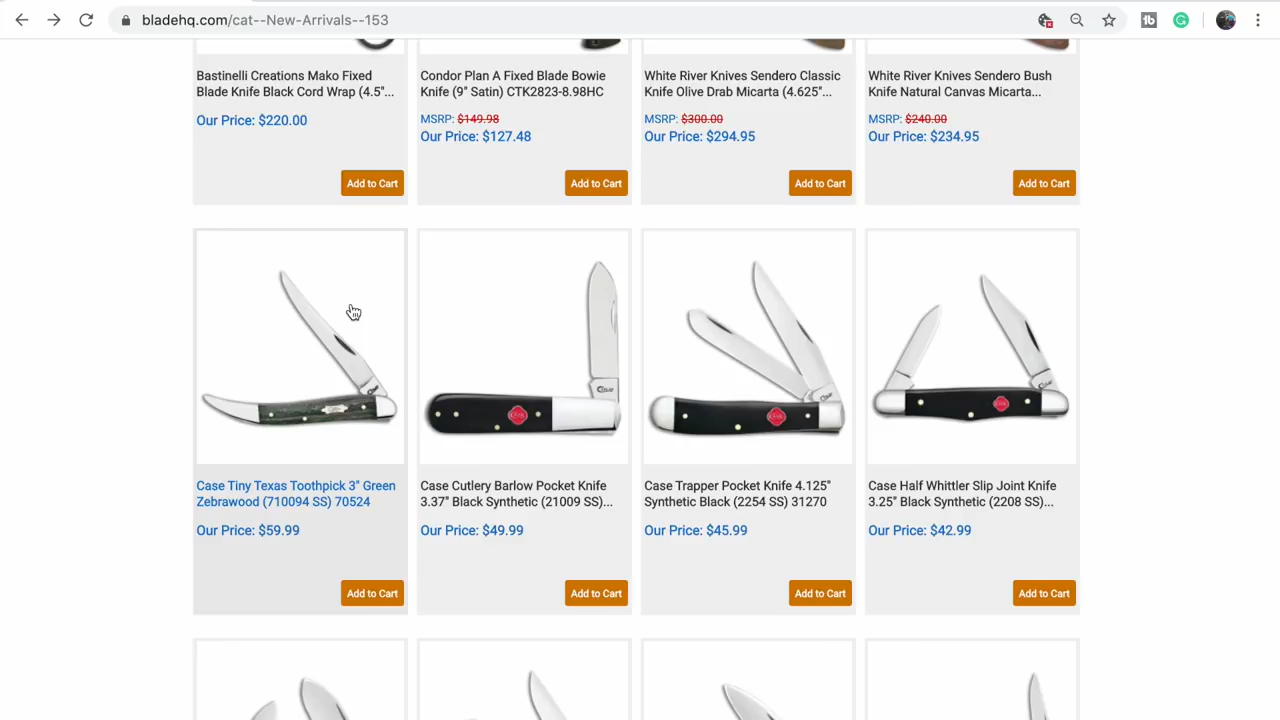 bladehq.com/cat--New-Arrivals--153
Bastinelli Creations Mako Fixed
Blade Knife Black Cord Wrap (4.5"...
Our Price: $220.00
Add to Cart
Condor Plan A Fixed Blade Bowie
Knife (9" Satin) CTK2823-8.98HC
MSRP: $149.98
Our Price: $127.48
Add to Cart
White River Knives Sendero Classic
Knife Olive Drab Micarta (4.625"...
MSRP: $300.00
Our Price: $294.95
Add to Cart
White River Knives Sendero Bush
Knife Natural Canvas Micarta...
MSRP: $240.00
Our Price: $234.95
Add to Cart
Case Tiny Texas Toothpick 3" Green
Zebrawood (710094 SS) 70524
Our Price: $59.99
Add to Cart
Case Cutlery Barlow Pocket Knife
3.37" Black Synthetic (21009 SS)...
Our Price: $49.99
Add to Cart
Case Trapper Pocket Knife 4.125"
Synthetic Black (2254 SS) 31270
Our Price: $45.99
Add to Cart
Case Half Whittler Slip Joint Knife
3.25" Black Synthetic (2208 SS)...
Our Price: $42.99
Add to Cart